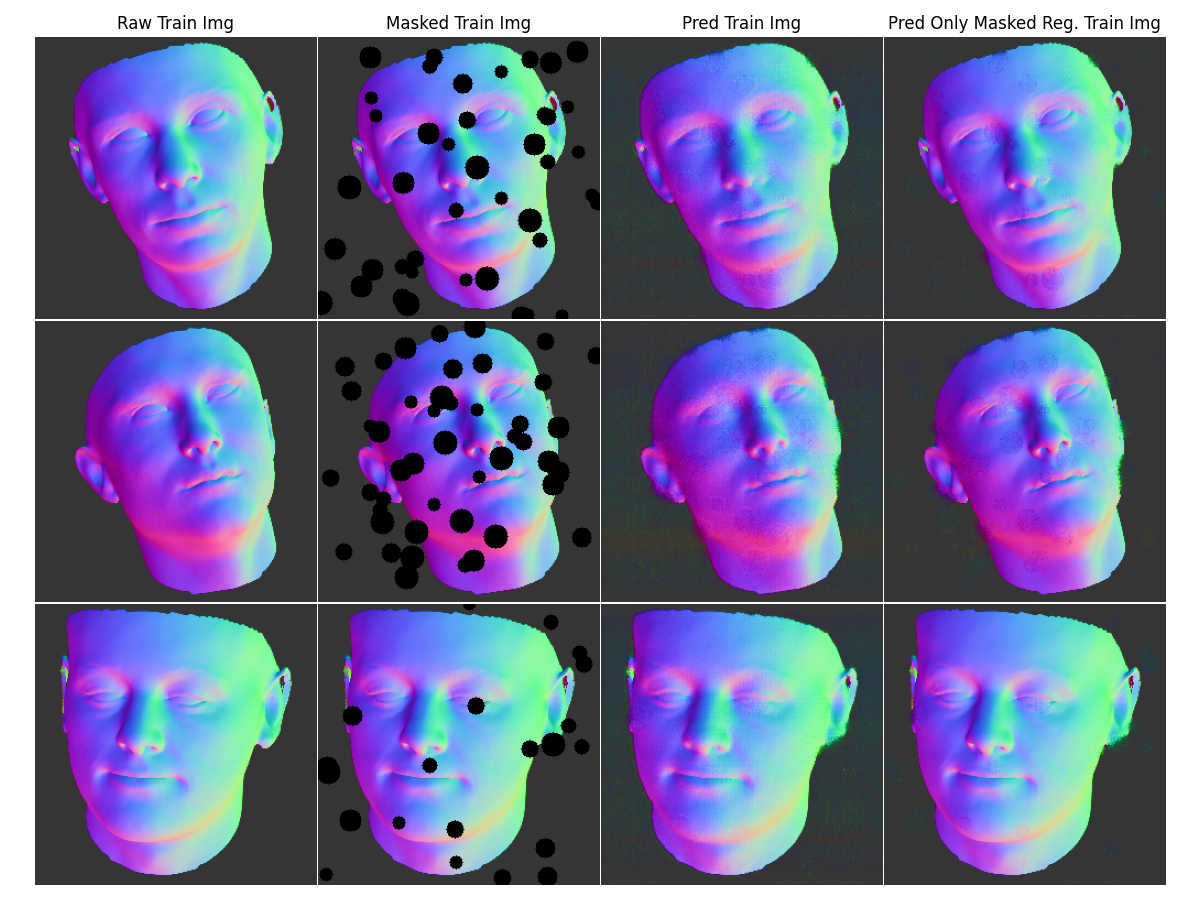 Raw Train Img
Masked Train Img
Pred Train Img
Pred Only Masked Reg. Train Img